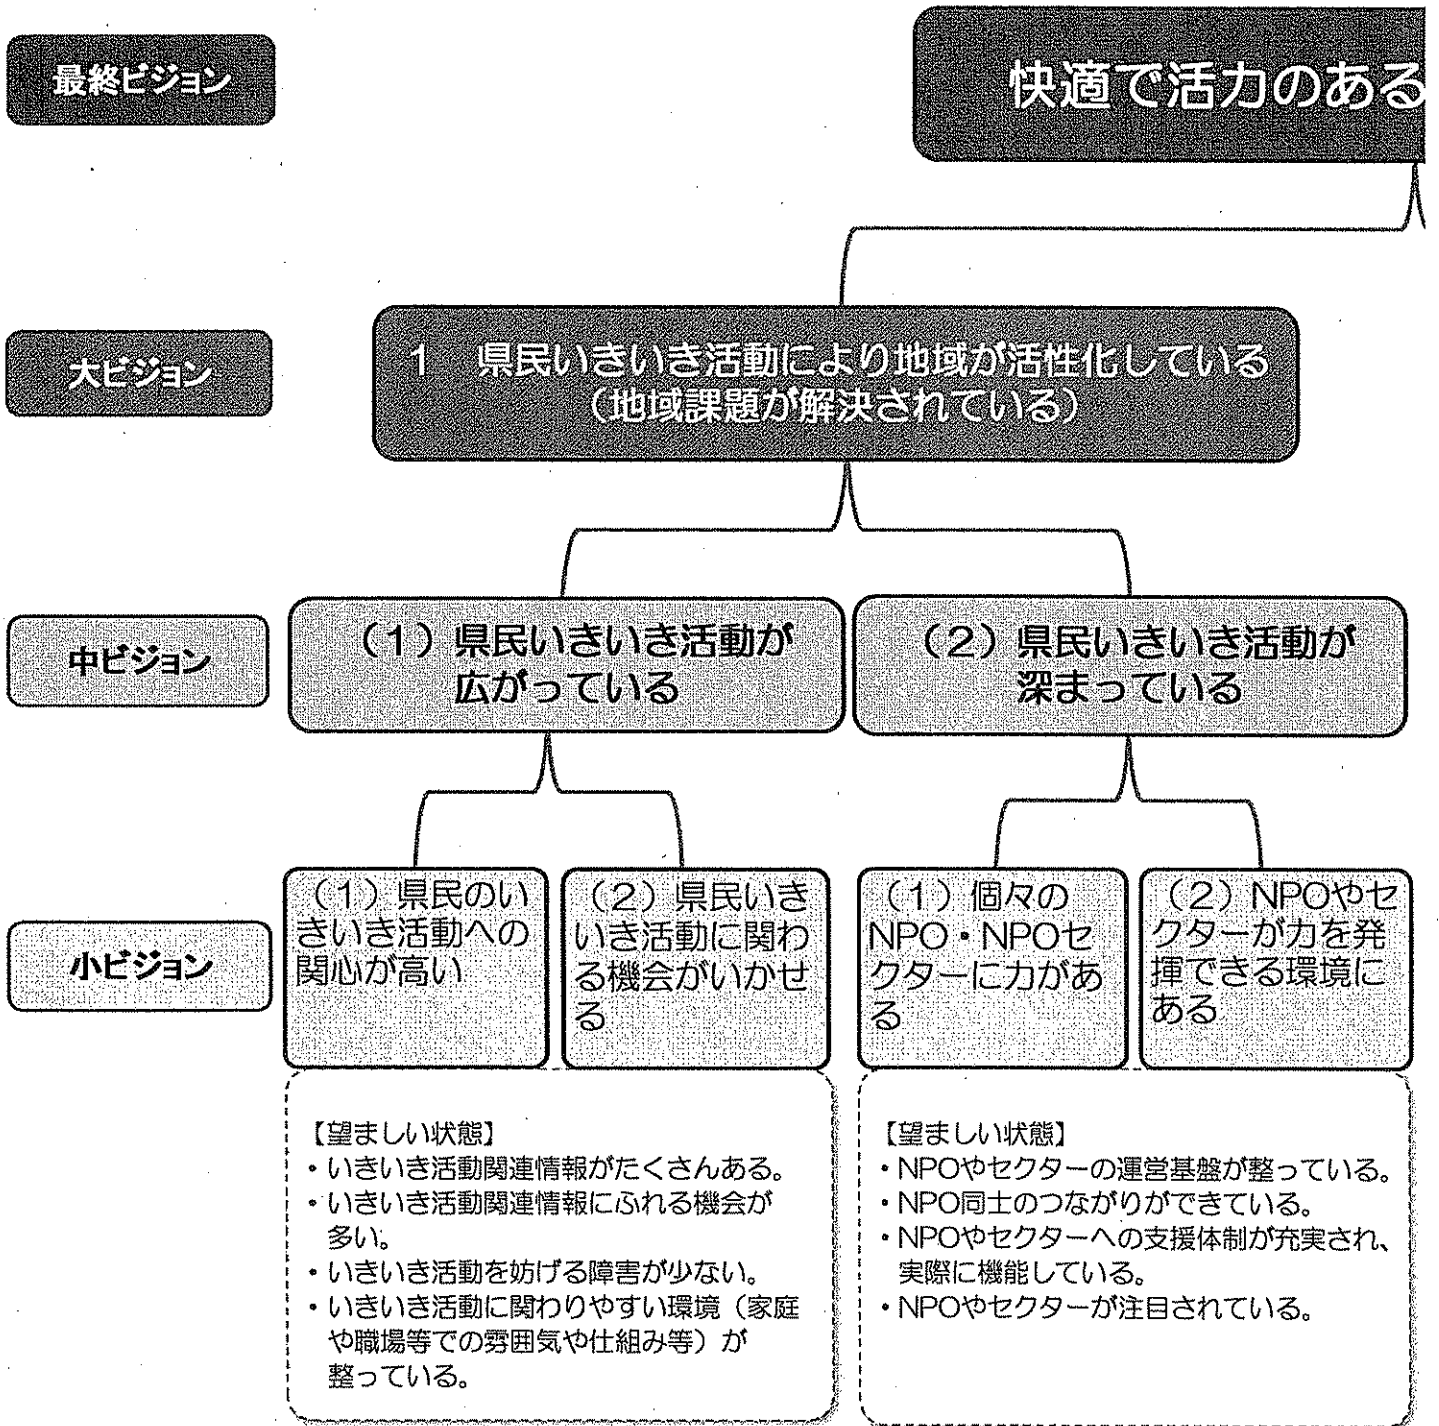 最終ビジョン
快適で活力のある
大ビジョン
1 県民いきいき活動により地域が活性化している
(地域課題が解決されている)
中ビジョン
(1)県民いきいき活動が
広がっている
(2)県民いきいき活動が
深まっている
小ビジョン
(1)県民のい
きいき活動への
関心が高い
(2)県民いき
いき活動に関わ
る機会がいかせ
る
(1)個々の
NPO・NPOセ
クターに力があ
る
(2)NPOやセ
クターが力を発
揮できる環境に
ある
【望ましい状態】
・いきいき活動関連情報がたくさんある。
・いきいき活動関連情報にふれる機会が
多い。
・いきいき活動を妨げる障害が少ない。
・いきいき活動に関わりやすい環境(家庭
や職場等での雰囲気や仕組み等)が
整っている。
【望ましい状態】
・NPOやセクターの運営基盤が整っている。
・NPO同士のつながりができている。
・NPOやセクターへの支援体制が充実され、
実際に機能している。
・NPOやセクターが注目されている。